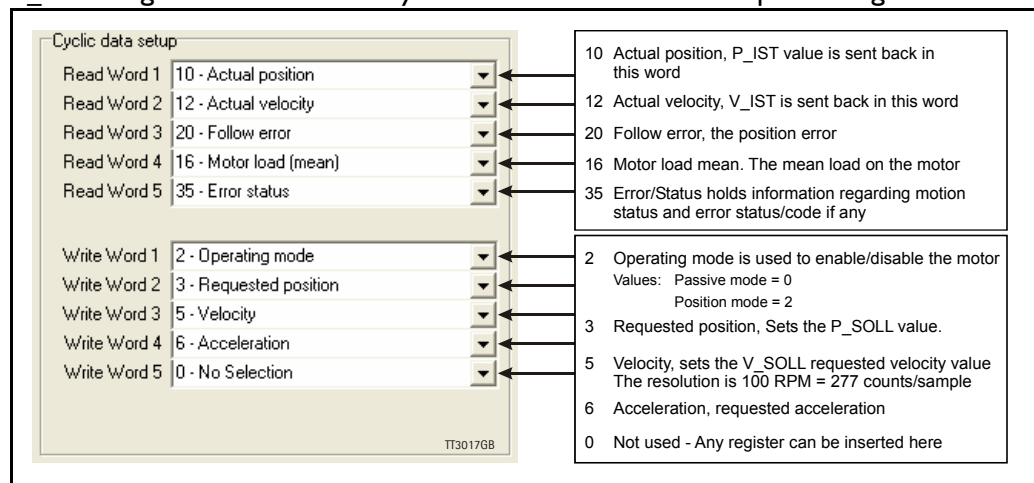 Cyclic data setup
Read Word 1 10 - Actual position
Read Word 2 12 - Actual velocity
Read Word 3 20 - Follow error
Read Word 4 16 - Motor load (mean)
Read Word 5 35 - Error status
Write Word 1 2 - Operating mode
Write Word 2 3 - Requested position
Write Word 3 5 - Velocity
Write Word 4 6 - Acceleration
Write Word 5 0 - No Selection
TT3017GB
10 Actual position, P_IST value is sent back in
this word
12 Actual velocity, V_IST is sent back in this word
20 Follow error, the position error
16 Motor load mean. The mean load on the motor
35 Error/Status holds information regarding motion
status and error status/code if any
2 Operating mode is used to enable/disable the motor
Values: Passive mode = 0
Position mode = 2
3 Requested position, Sets the P_SOLL value.
5 Velocity, sets the V_SOLL requested velocity value
The resolution is 100 RPM = 277 counts/sample
6 Acceleration, requested acceleration
0 Not used - Any register can be inserted here